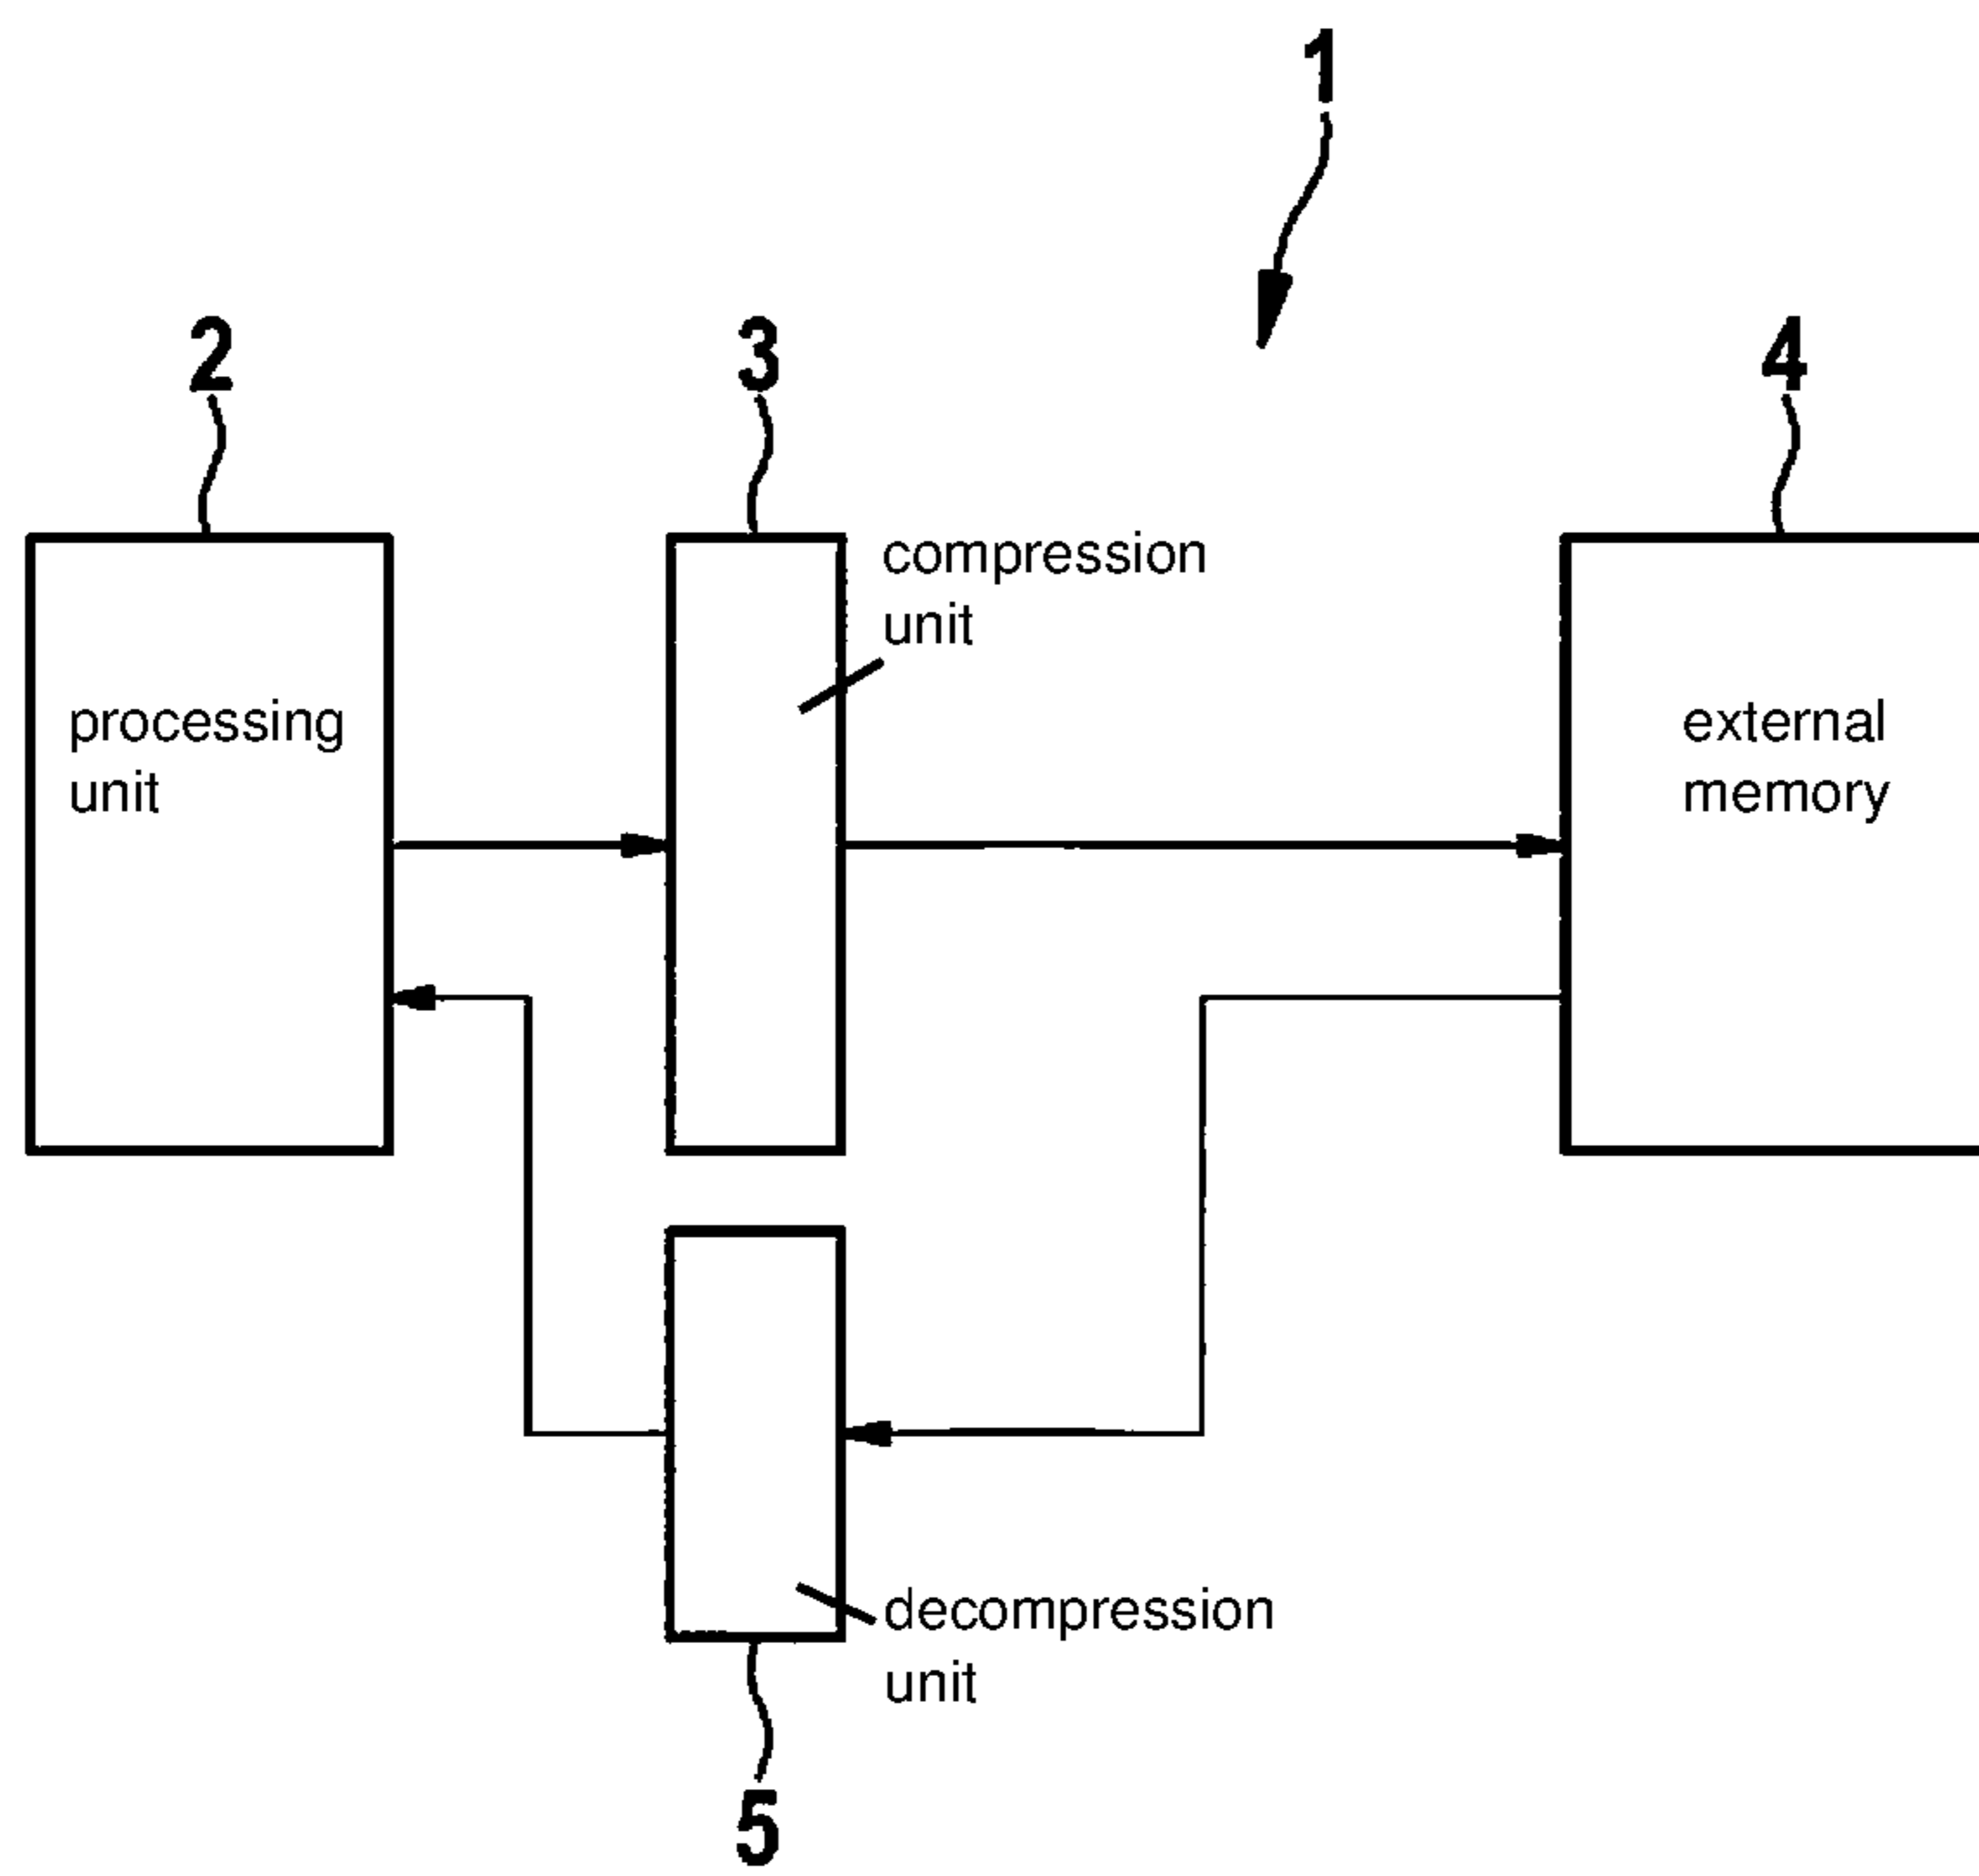 1
2
3
4
compression
unit
processing
unit
external
memory
decompression
unit
5